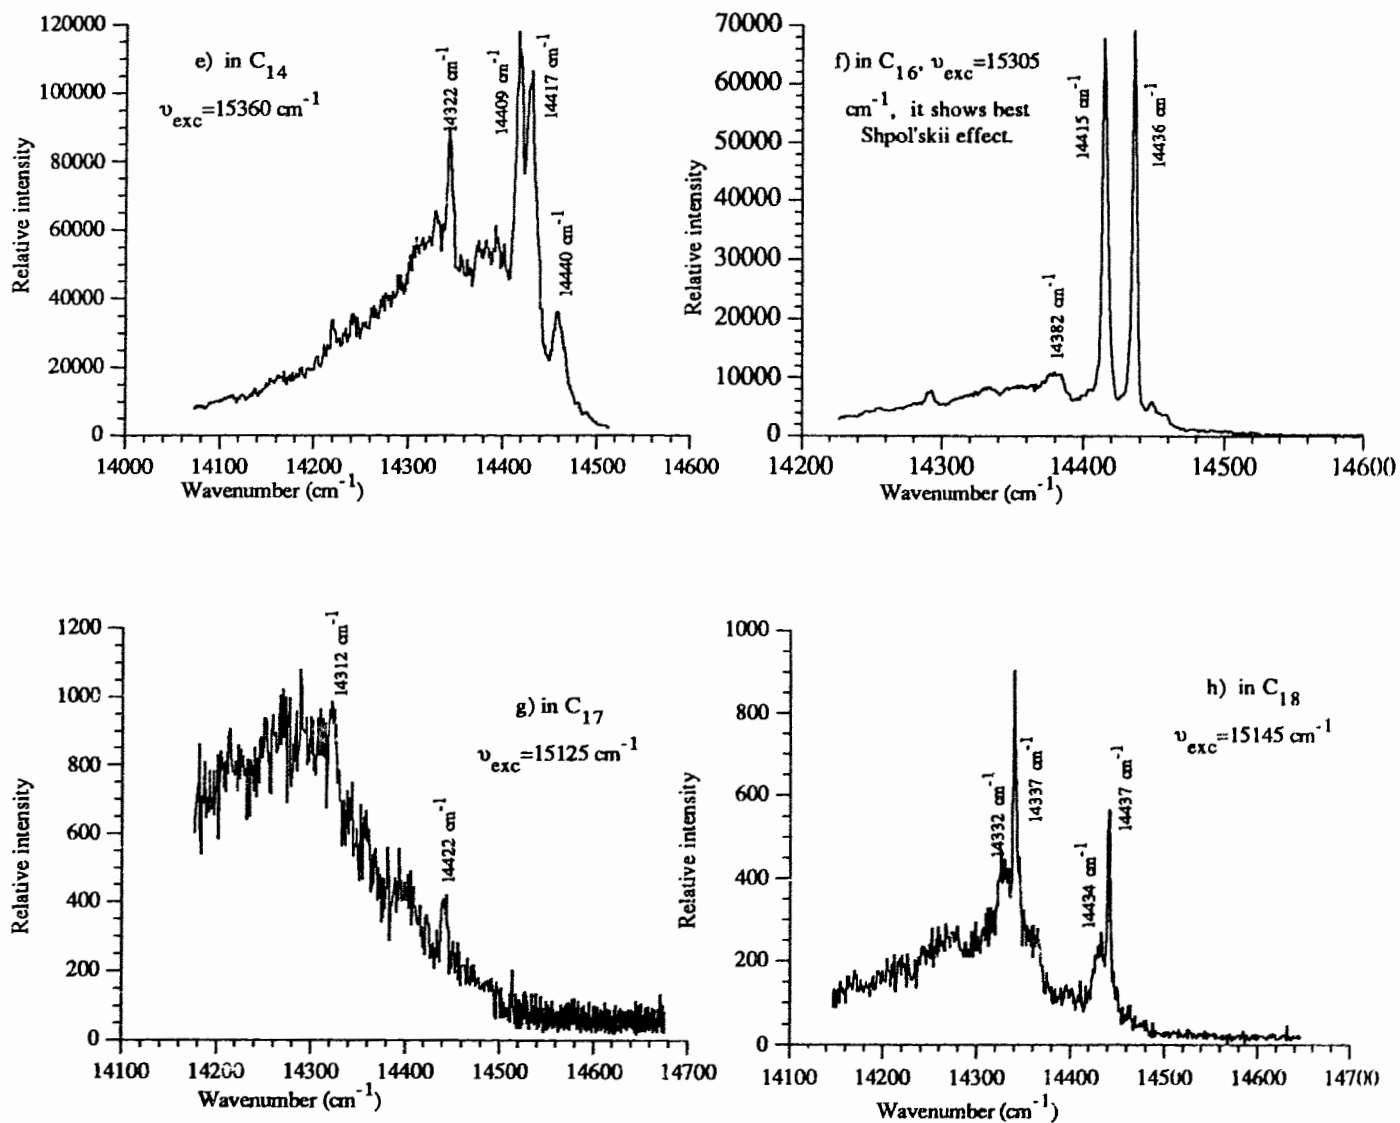 e) in C14
υexc=15360 cm-1
Relative intensity
120000
100000
80000
60000
40000
20000
0
14322 cm-1
14409 cm-1
14417 cm-1
14440 cm-1
14000 14100 14200 14300 14400 14500 14600
Wavenumber (cm-1)
f) in C16, υexc=15305
cm-1, it shows best
Shpol'skii effect.
Relative intensity
70000
60000
50000
40000
30000
20000
10000
0
14382 cm-1
14415 cm-1
14436 cm-1
14200 14300 14400 14500 14600
Wavenumber (cm-1)
g) in C17
υexc=15125 cm-1
Relative intensity
1200
1000
800
600
400
200
0
14312 cm-1
14422 cm-1
14100 14200 14300 14400 14500 14600 14700
Wavenumber (cm-1)
h) in C18
υexc=15145 cm-1
Relative intensity
1000
800
600
400
200
0
14332 cm-1
14337 cm-1
14434 cm-1
14437 cm-1
14100 14200 14300 14400 14500 14600 14700
Wavenumber (cm-1)